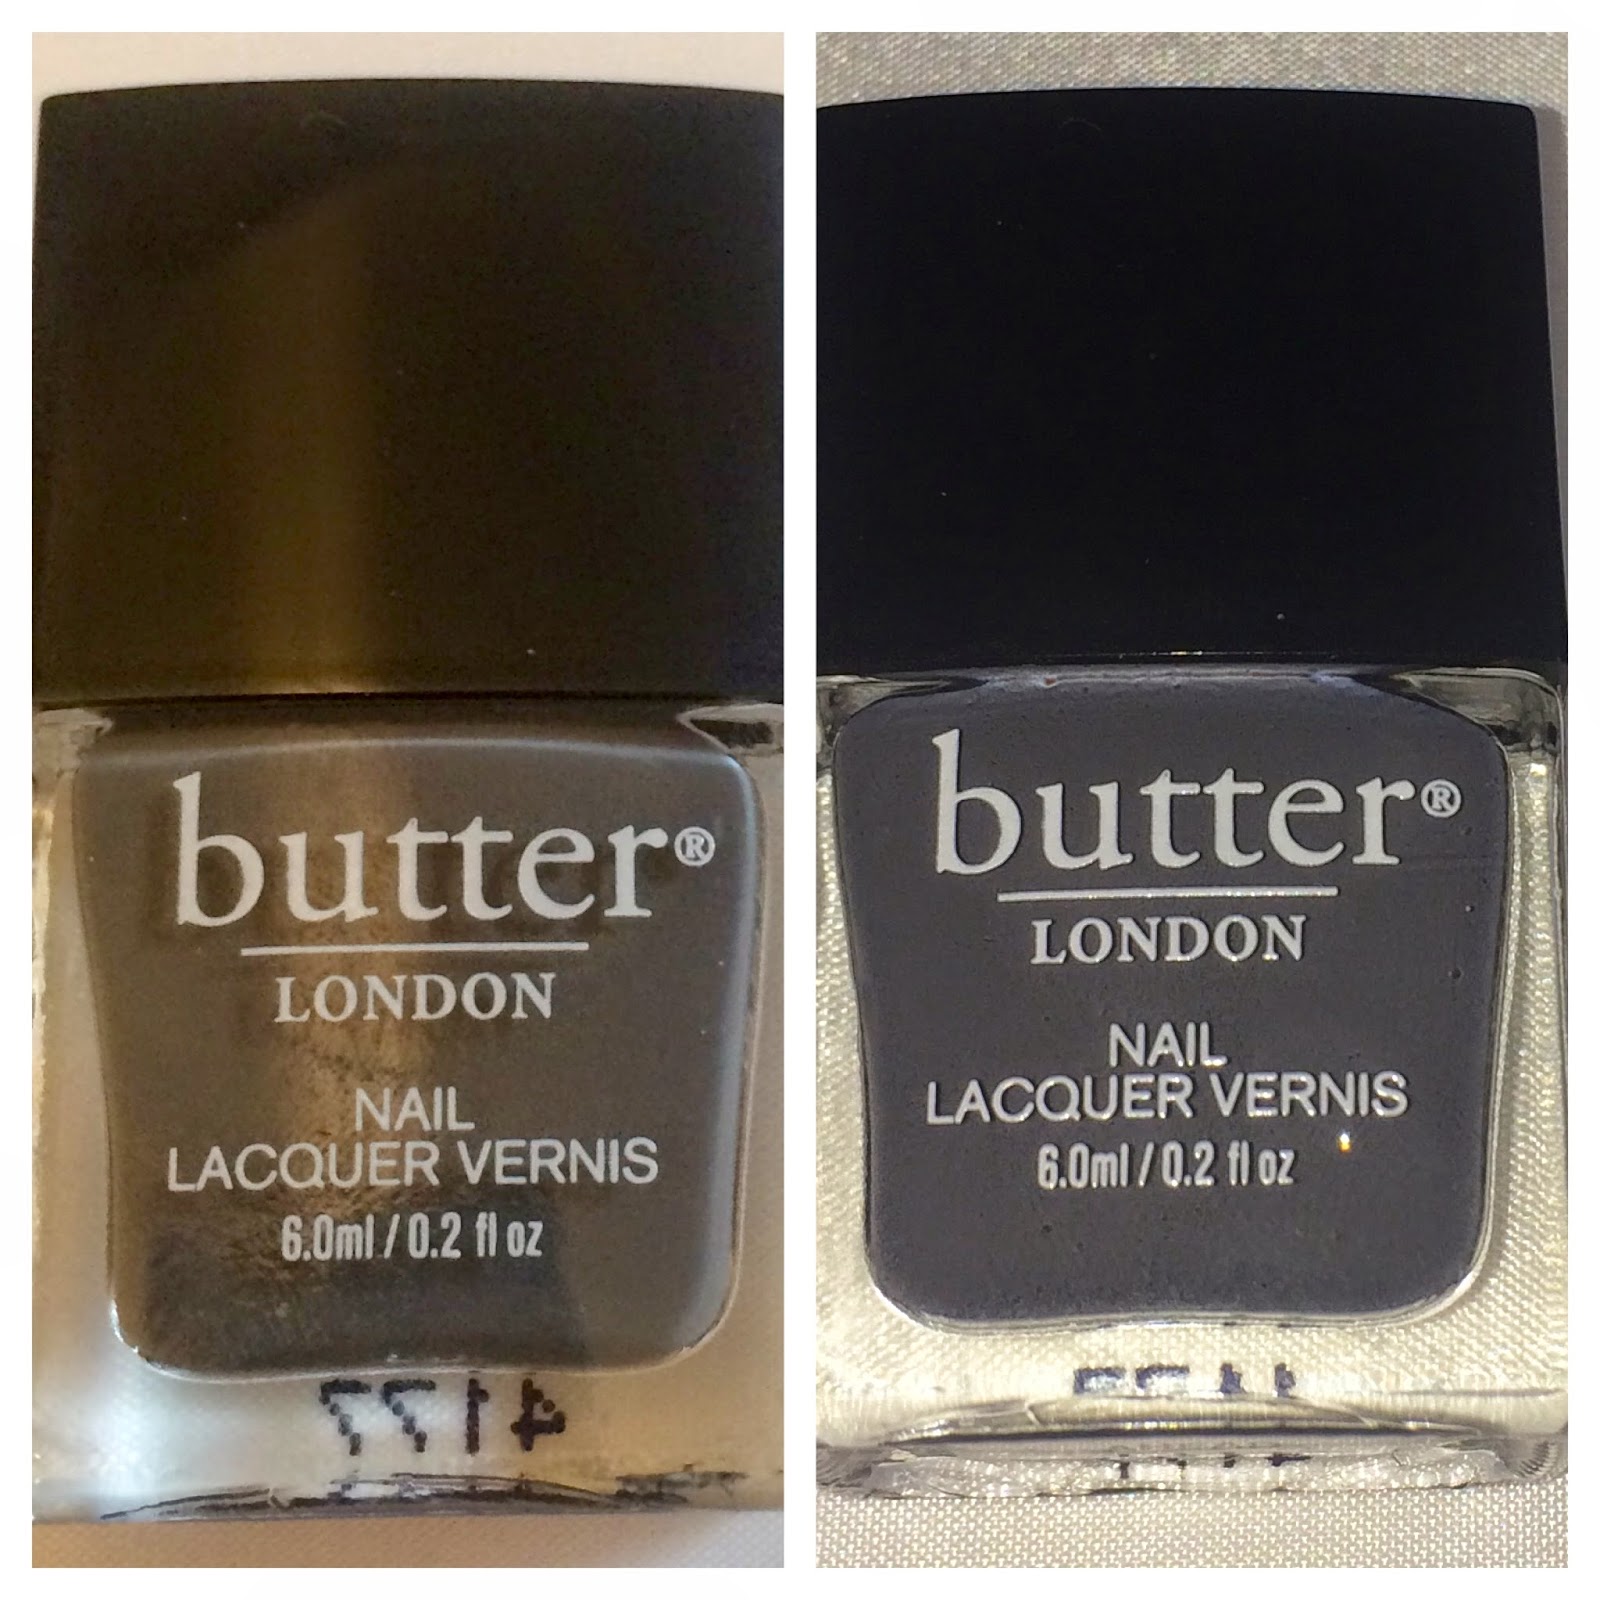 butter®
LONDON
NAIL
LACQUER VERNIS
6.0ml / 0.2 fl oz
butter®
LONDON
NAIL
LACQUER VERNIS
6.0ml / 0.2 fl oz